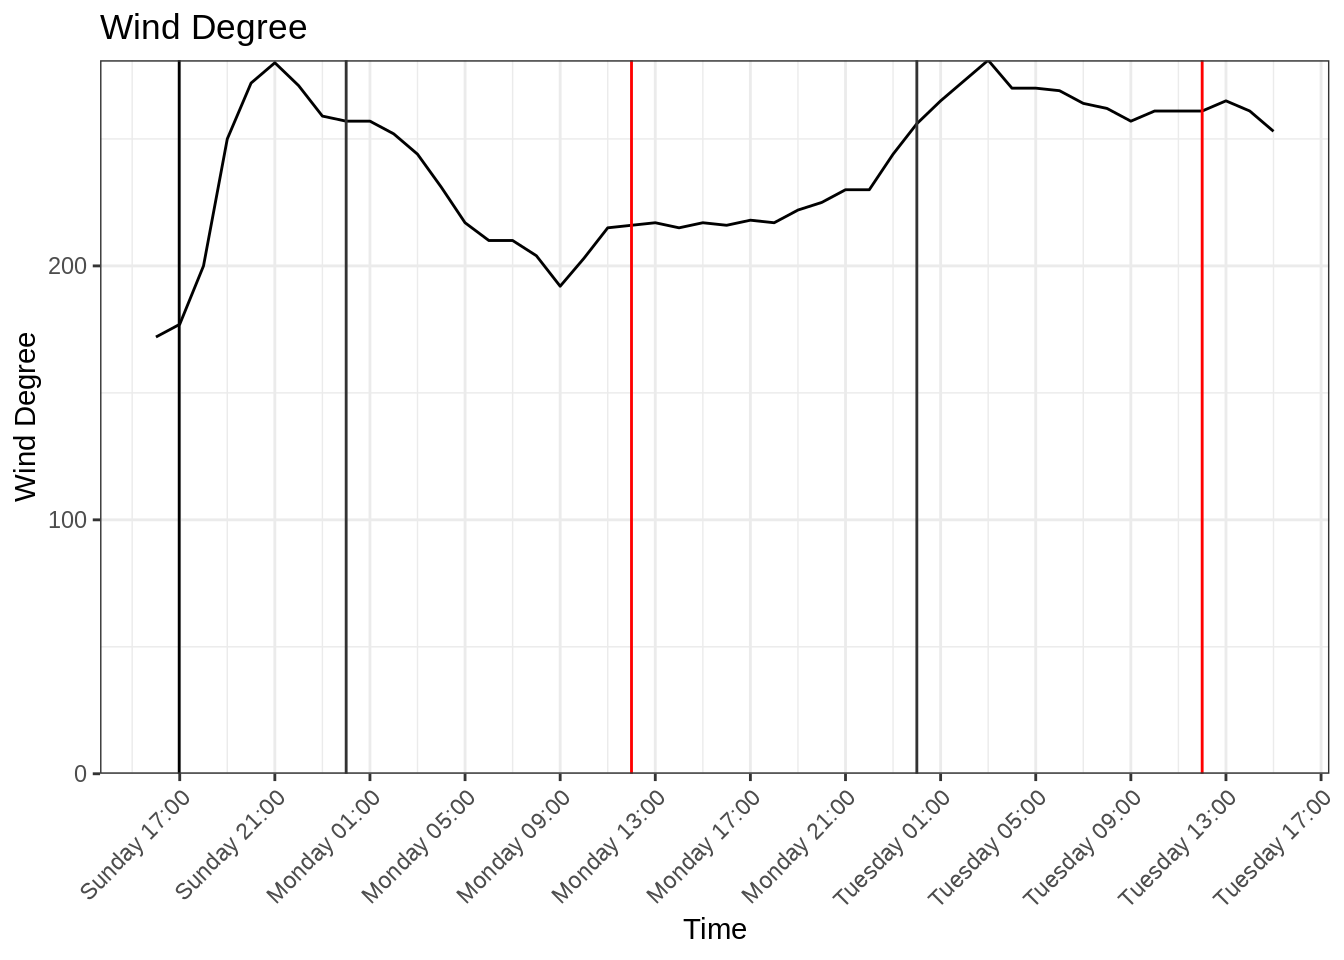 Wind Degree
Wind Degree
200
100
0
Sunday 17:00
Sunday 21:00
Monday 01:00
Monday 05:00
Monday 09:00
Monday 13:00
Monday 17:00
Monday 21:00
Tuesday 01:00
Tuesday 05:00
Tuesday 09:00
Tuesday 13:00
Tuesday 17:00
Time